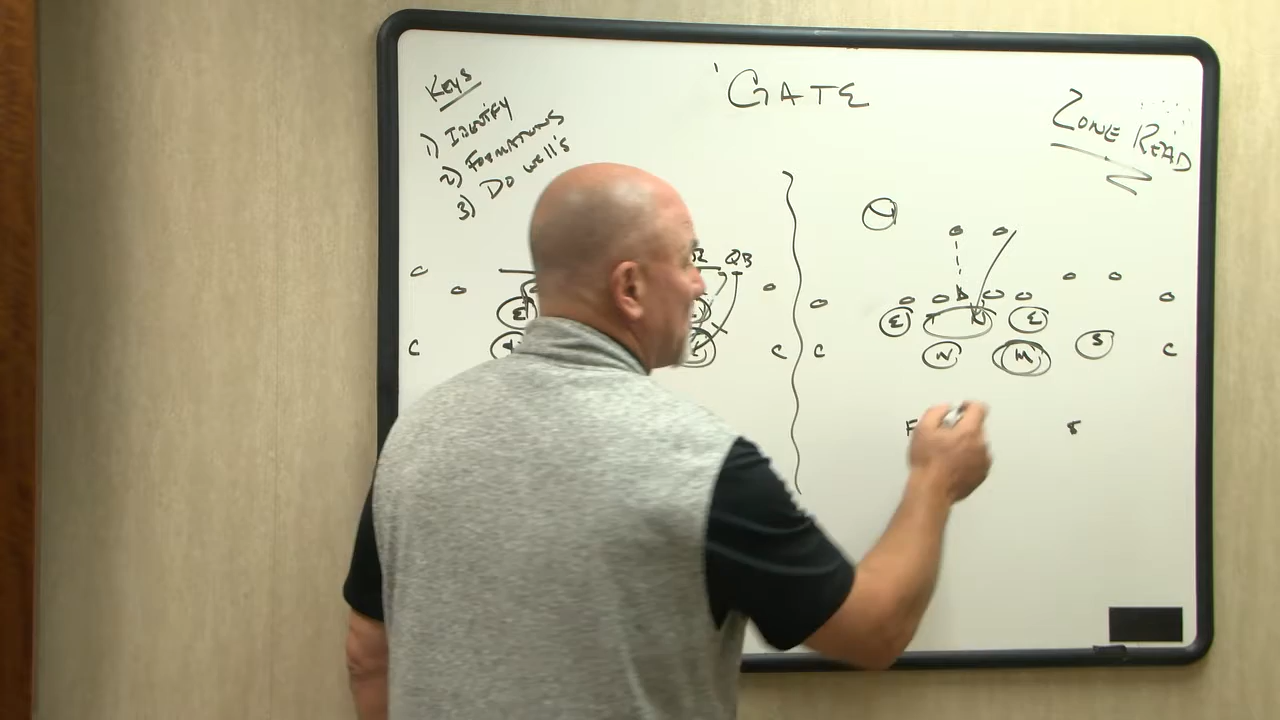 GATE
KEYS
1) IDENTIFY
2) FORMATIONS
3) DO WELL'S
ZONE READ
QB
C
E
E
E
C
C
C
W
M
S
C
F
S